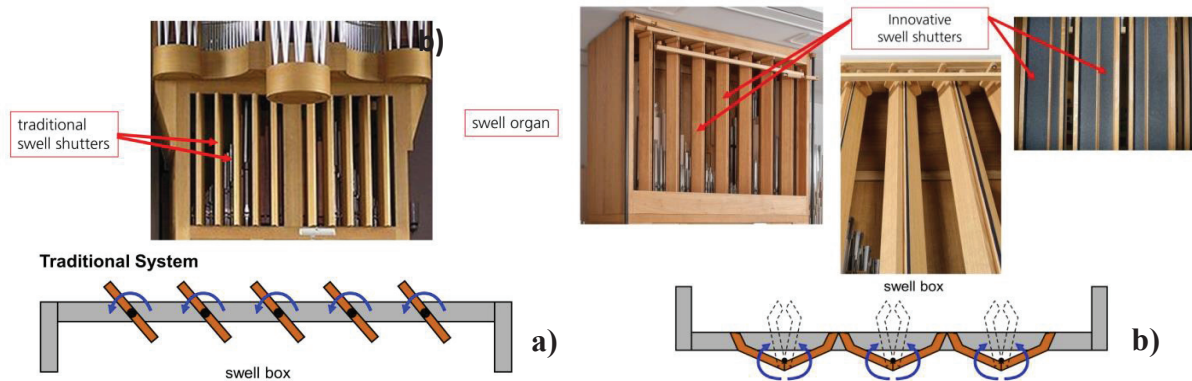 b)
traditional
swell shutters
swell organ
Innovative
swell shutters
Traditional System
swell box
a)
swell box
b)